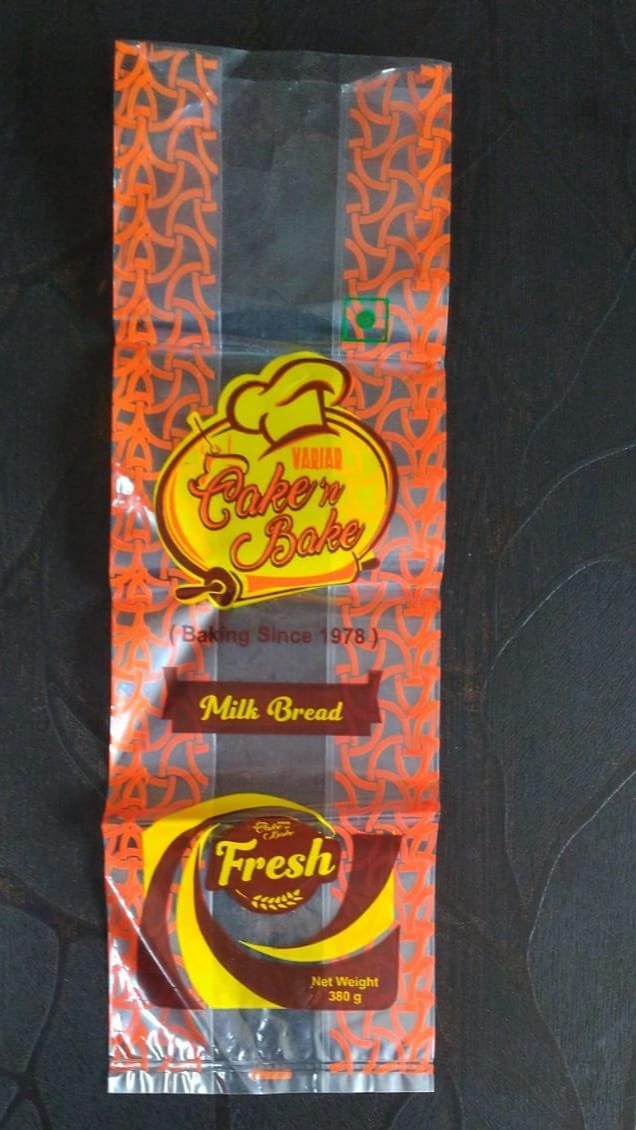 VARIAR
Cake 'n
Bake
( Baking Since 1978 )
Milk Bread
Cake 'n
Bake
Fresh
Net Weight
380 g